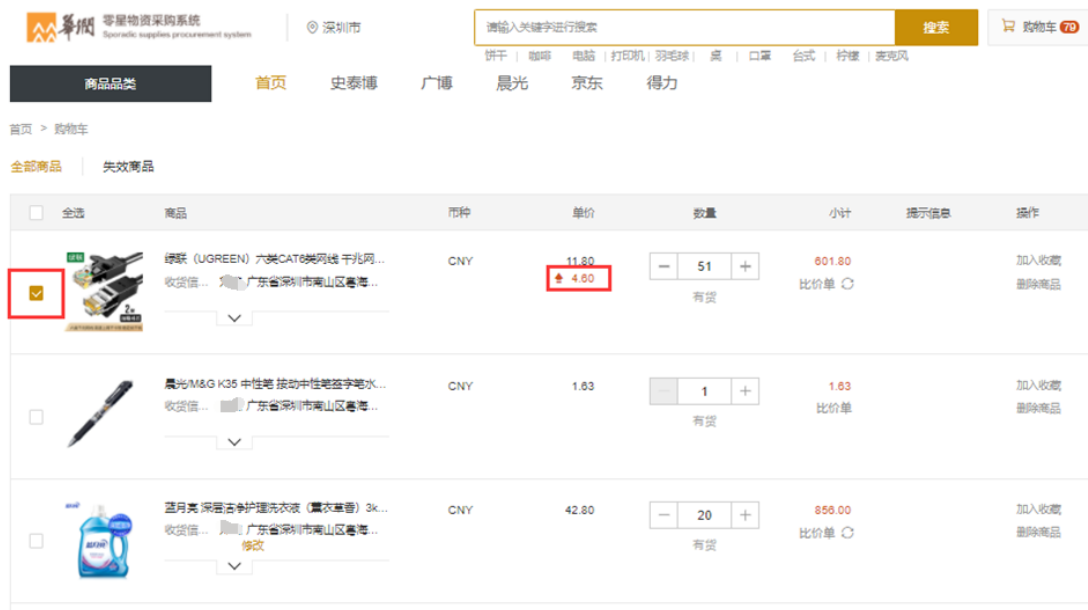 華潤 零星物资采购系统
Sporadic supplies procurement system
深圳市
请输入关键字进行搜索
搜索
购物车 79
饼干 | 咖啡 电脑 | 打印机 | 羽毛球 | 桌 | 口罩 台式 | 柠檬 | 麦克风
商品品类 首页 史泰博 广博 晨光 京东 得力
首页 > 购物车
全部商品 失效商品
全选 商品 币种 单价 数量 小计 提示信息 操作
绿联（UGREEN）六类CAT6类网线 千兆网... CNY 11.80 51 601.80 加入收藏
收货信... 广东省深圳市南山区粤海... 4.60 有货 比价单 删除商品
晨光/M&G K35 中性笔 按动中性笔签字笔水... CNY 1.63 1 1.63 加入收藏
收货信... 广东省深圳市南山区粤海... 有货 比价单 删除商品
蓝月亮 深层洁净护理洗衣液（薰衣草香）3k... CNY 42.80 20 856.00 加入收藏
收货信... 广东省深圳市南山区粤海... 有货 比价单 删除商品
修改